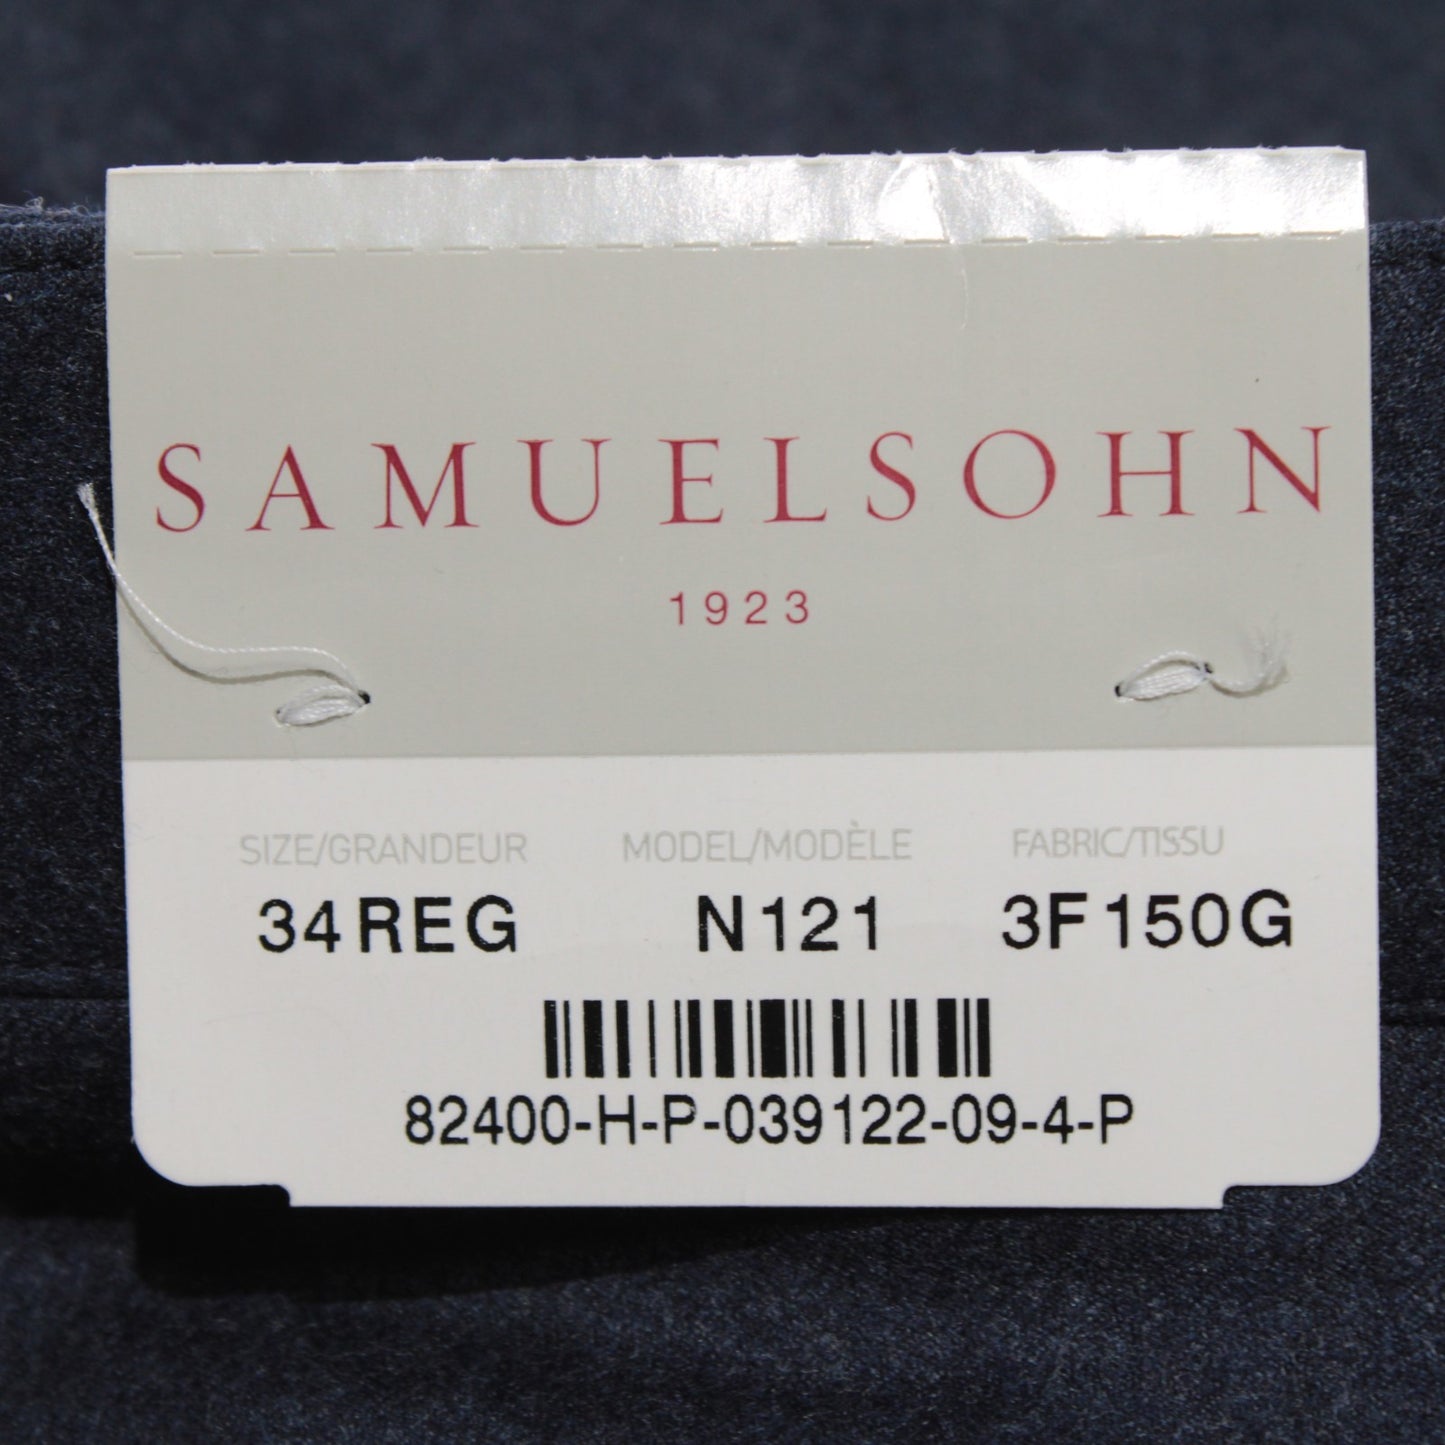 SAMUELSOHN
1923
SIZE/GRANDEUR MODEL/MODÈLE FABRIC/TISSU
34REG N121 3F150G
82400-H-P-039122-09-4-P